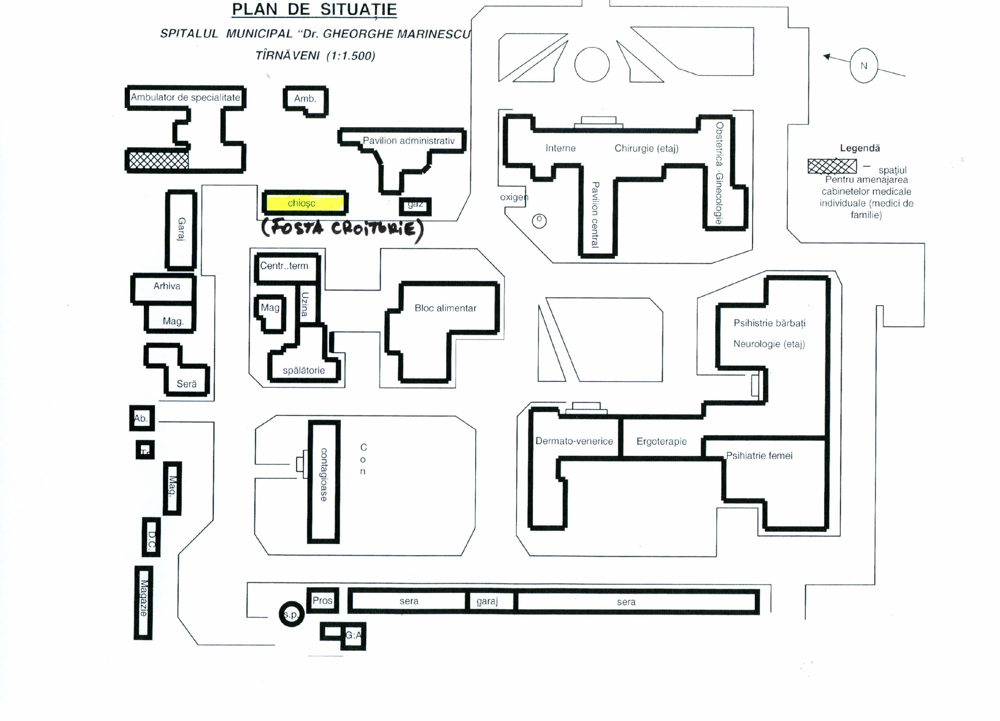 PLAN DE SITUAȚIE
SPITALUL MUNICIPAL “Dr. GHEORGHE MARINESCU
TÎRNĂVENI (1:1.500)
N
Ambulator de specialitate
Amb.
Pavilion administrativ
Interne
Chirurgie (etaj)
Obstetrică -Ginecologie
Pavilion central
oxigen
o
Legendă
– spațiul
Pentru amenajarea
cabinetelor medicale
individuale (medici de
familie)
chioşc
gaz
(FOSTA CROITORIE)
Garaj
Arhiva
Mag.
Seră
Centr..term
Uzina
Mag
spălătorie
Bloc alimentar
Psihistrie bărbați
Neurologie (etaj)
Ab.
Mag.
D.C.
Magazie
contagioase
C
o
n
Dermato-venerice
Ergoterapie
Psihiatrie femei
Pros
s.p.
sera
garaj
sera
G:A